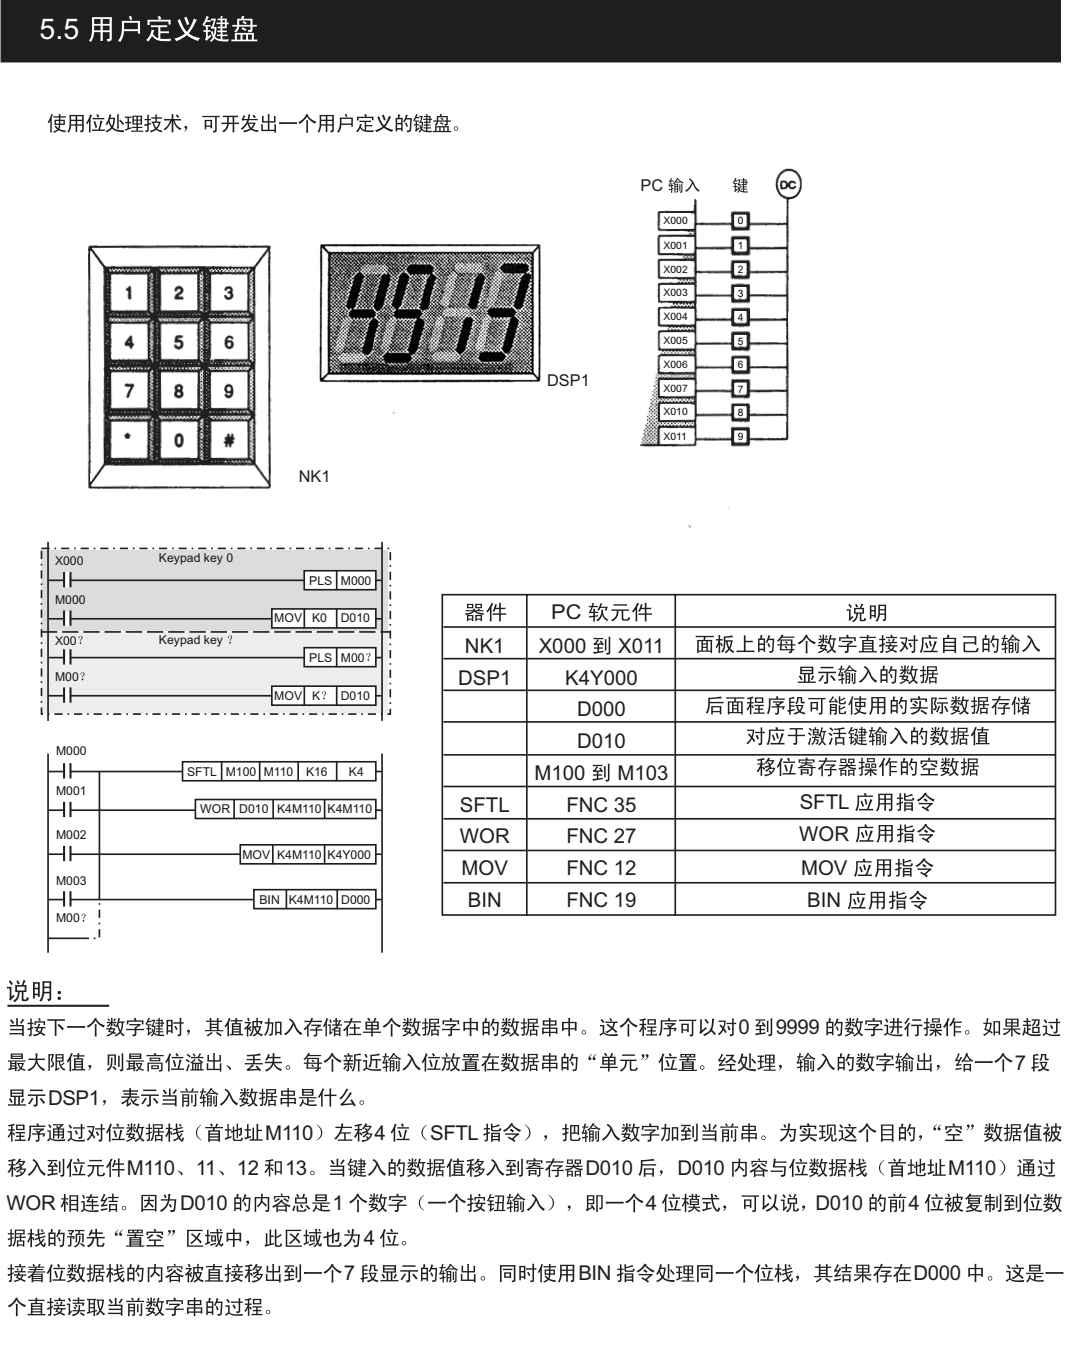 5.5 用户定义键盘
使用位处理技术，可开发出一个用户定义的键盘。
PC 输入 键 DC
X000 0
X001 1
X002 2
X003 3
X004 4
X005 5
X006 6
X007 7
X010 8
X011 9
1 2 3
4 5 6
7 8 9
* 0 #
NK1
4973
DSP1
X000 Keypad key 0
PLS M000
M000
MOV K0 D010
X00? Keypad key ?
PLS M00?
M00?
MOV K? D010
M000
SFTL M100 M110 K16 K4
M001
WOR D010 K4M110 K4M110
M002
MOV K4M110 K4Y000
M003
BIN K4M110 D000
M00?
器件 PC 软元件 说明
NK1 X000 到 X011 面板上的每个数字直接对应自己的输入
DSP1 K4Y000 显示输入的数据
D000 后面程序段可能使用的实际数据存储
D010 对应于激活键输入的数据值
M100 到 M103 移位寄存器操作的空数据
SFTL FNC 35 SFTL 应用指令
WOR FNC 27 WOR 应用指令
MOV FNC 12 MOV 应用指令
BIN FNC 19 BIN 应用指令
说明：
当按下一个数字键时，其值被加入存储在单个数据字中的数据串中。这个程序可以对0 到9999 的数字进行操作。如果超过
最大限值，则最高位溢出、丢失。每个新近输入位放置在数据串的“单元”位置。经处理，输入的数字输出，给一个7 段
显示DSP1，表示当前输入数据串是什么。
程序通过对位数据栈（首地址M110）左移4 位（SFTL 指令），把输入数字加到当前串。为实现这个目的，“空”数据值被
移入到位元件M110、11、12 和13。当键入的数据值移入到寄存器D010 后，D010 内容与位数据栈（首地址M110）通过
WOR 相连结。因为D010 的内容总是1 个数字（一个按钮输入），即一个4 位模式，可以说，D010 的前4 位被复制到位数
据栈的预先“置空”区域中，此区域也为4 位。
接着位数据栈的内容被直接移出到一个7 段显示的输出。同时使用BIN 指令处理同一个位栈，其结果存在D000 中。这是一
个直接读取当前数字串的过程。